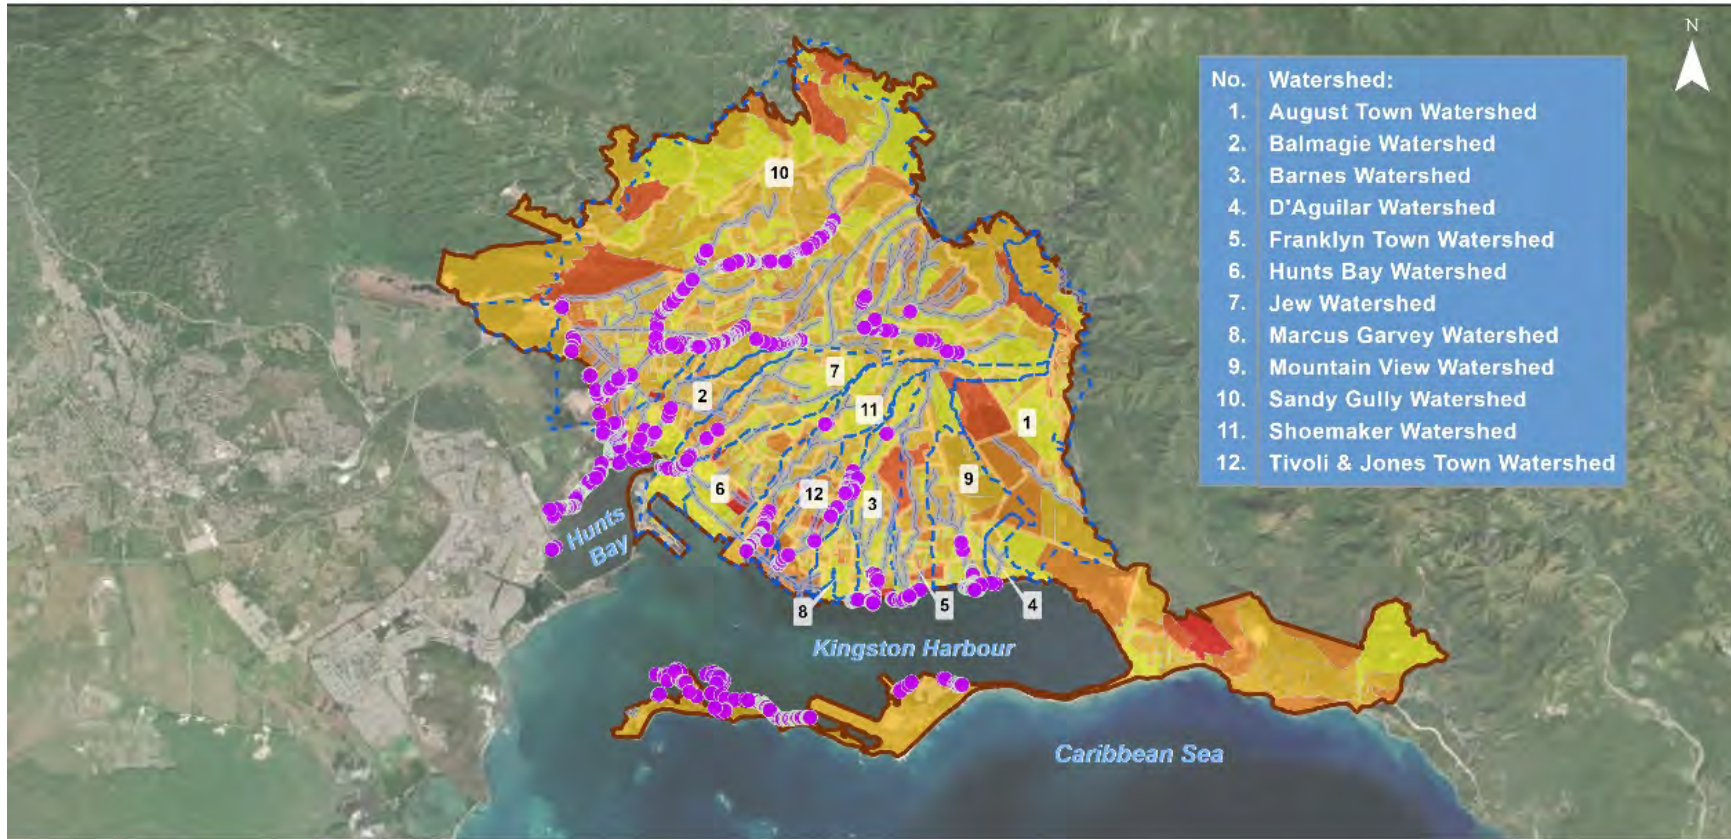 N
No. Watershed:
1. August Town Watershed
2. Balmagie Watershed
3. Barnes Watershed
4. D'Aguilar Watershed
5. Franklyn Town Watershed
6. Hunts Bay Watershed
7. Jew Watershed
8. Marcus Garvey Watershed
9. Mountain View Watershed
10. Sandy Gully Watershed
11. Shoemaker Watershed
12. Tivoli & Jones Town Watershed
10
7
2
11
1
9
6
12
3
Hunts
Bay
8
5
4
Kingston Harbour
Caribbean Sea